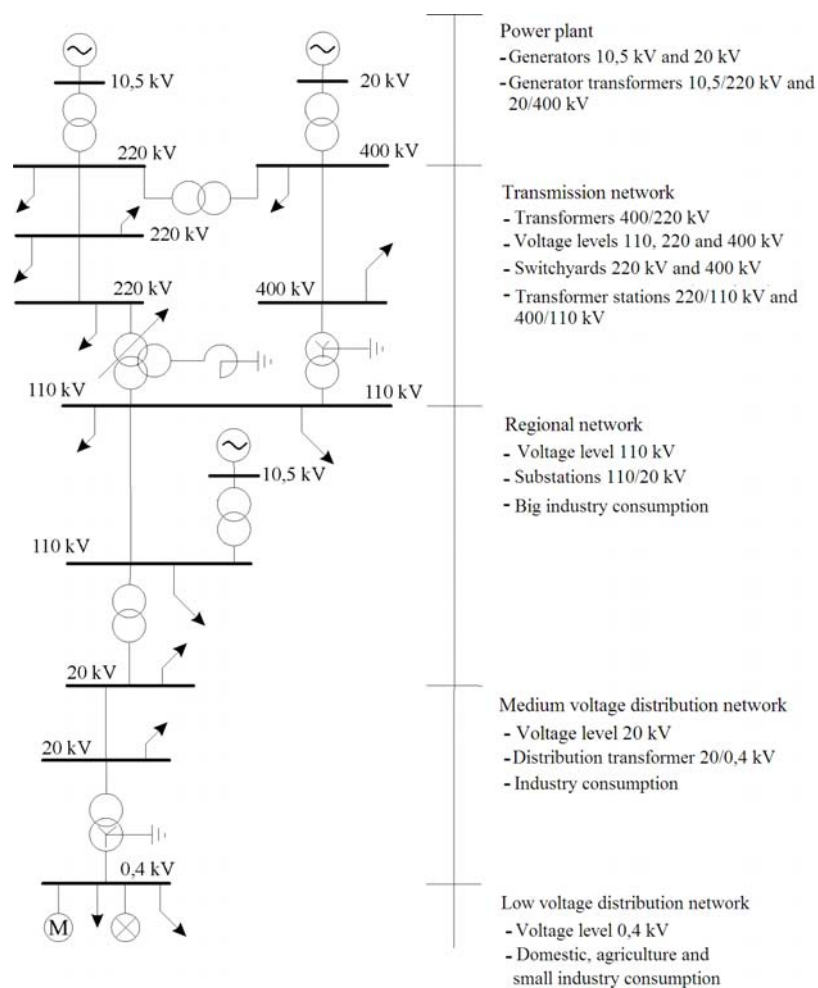 10,5 kV
20 kV
220 kV
400 kV
220 kV
220 kV
400 kV
110 kV
110 kV
10,5 kV
110 kV
20 kV
20 kV
0,4 kV
M
Power plant
- Generators 10,5 kV and 20 kV
- Generator transformers 10,5/220 kV and
20/400 kV
Transmission network
- Transformers 400/220 kV
- Voltage levels 110, 220 and 400 kV
- Switchyards 220 kV and 400 kV
- Transformer stations 220/110 kV and
400/110 kV
Regional network
- Voltage level 110 kV
- Substations 110/20 kV
- Big industry consumption
Medium voltage distribution network
- Voltage level 20 kV
- Distribution transformer 20/0,4 kV
- Industry consumption
Low voltage distribution network
- Voltage level 0,4 kV
- Domestic, agriculture and
small industry consumption